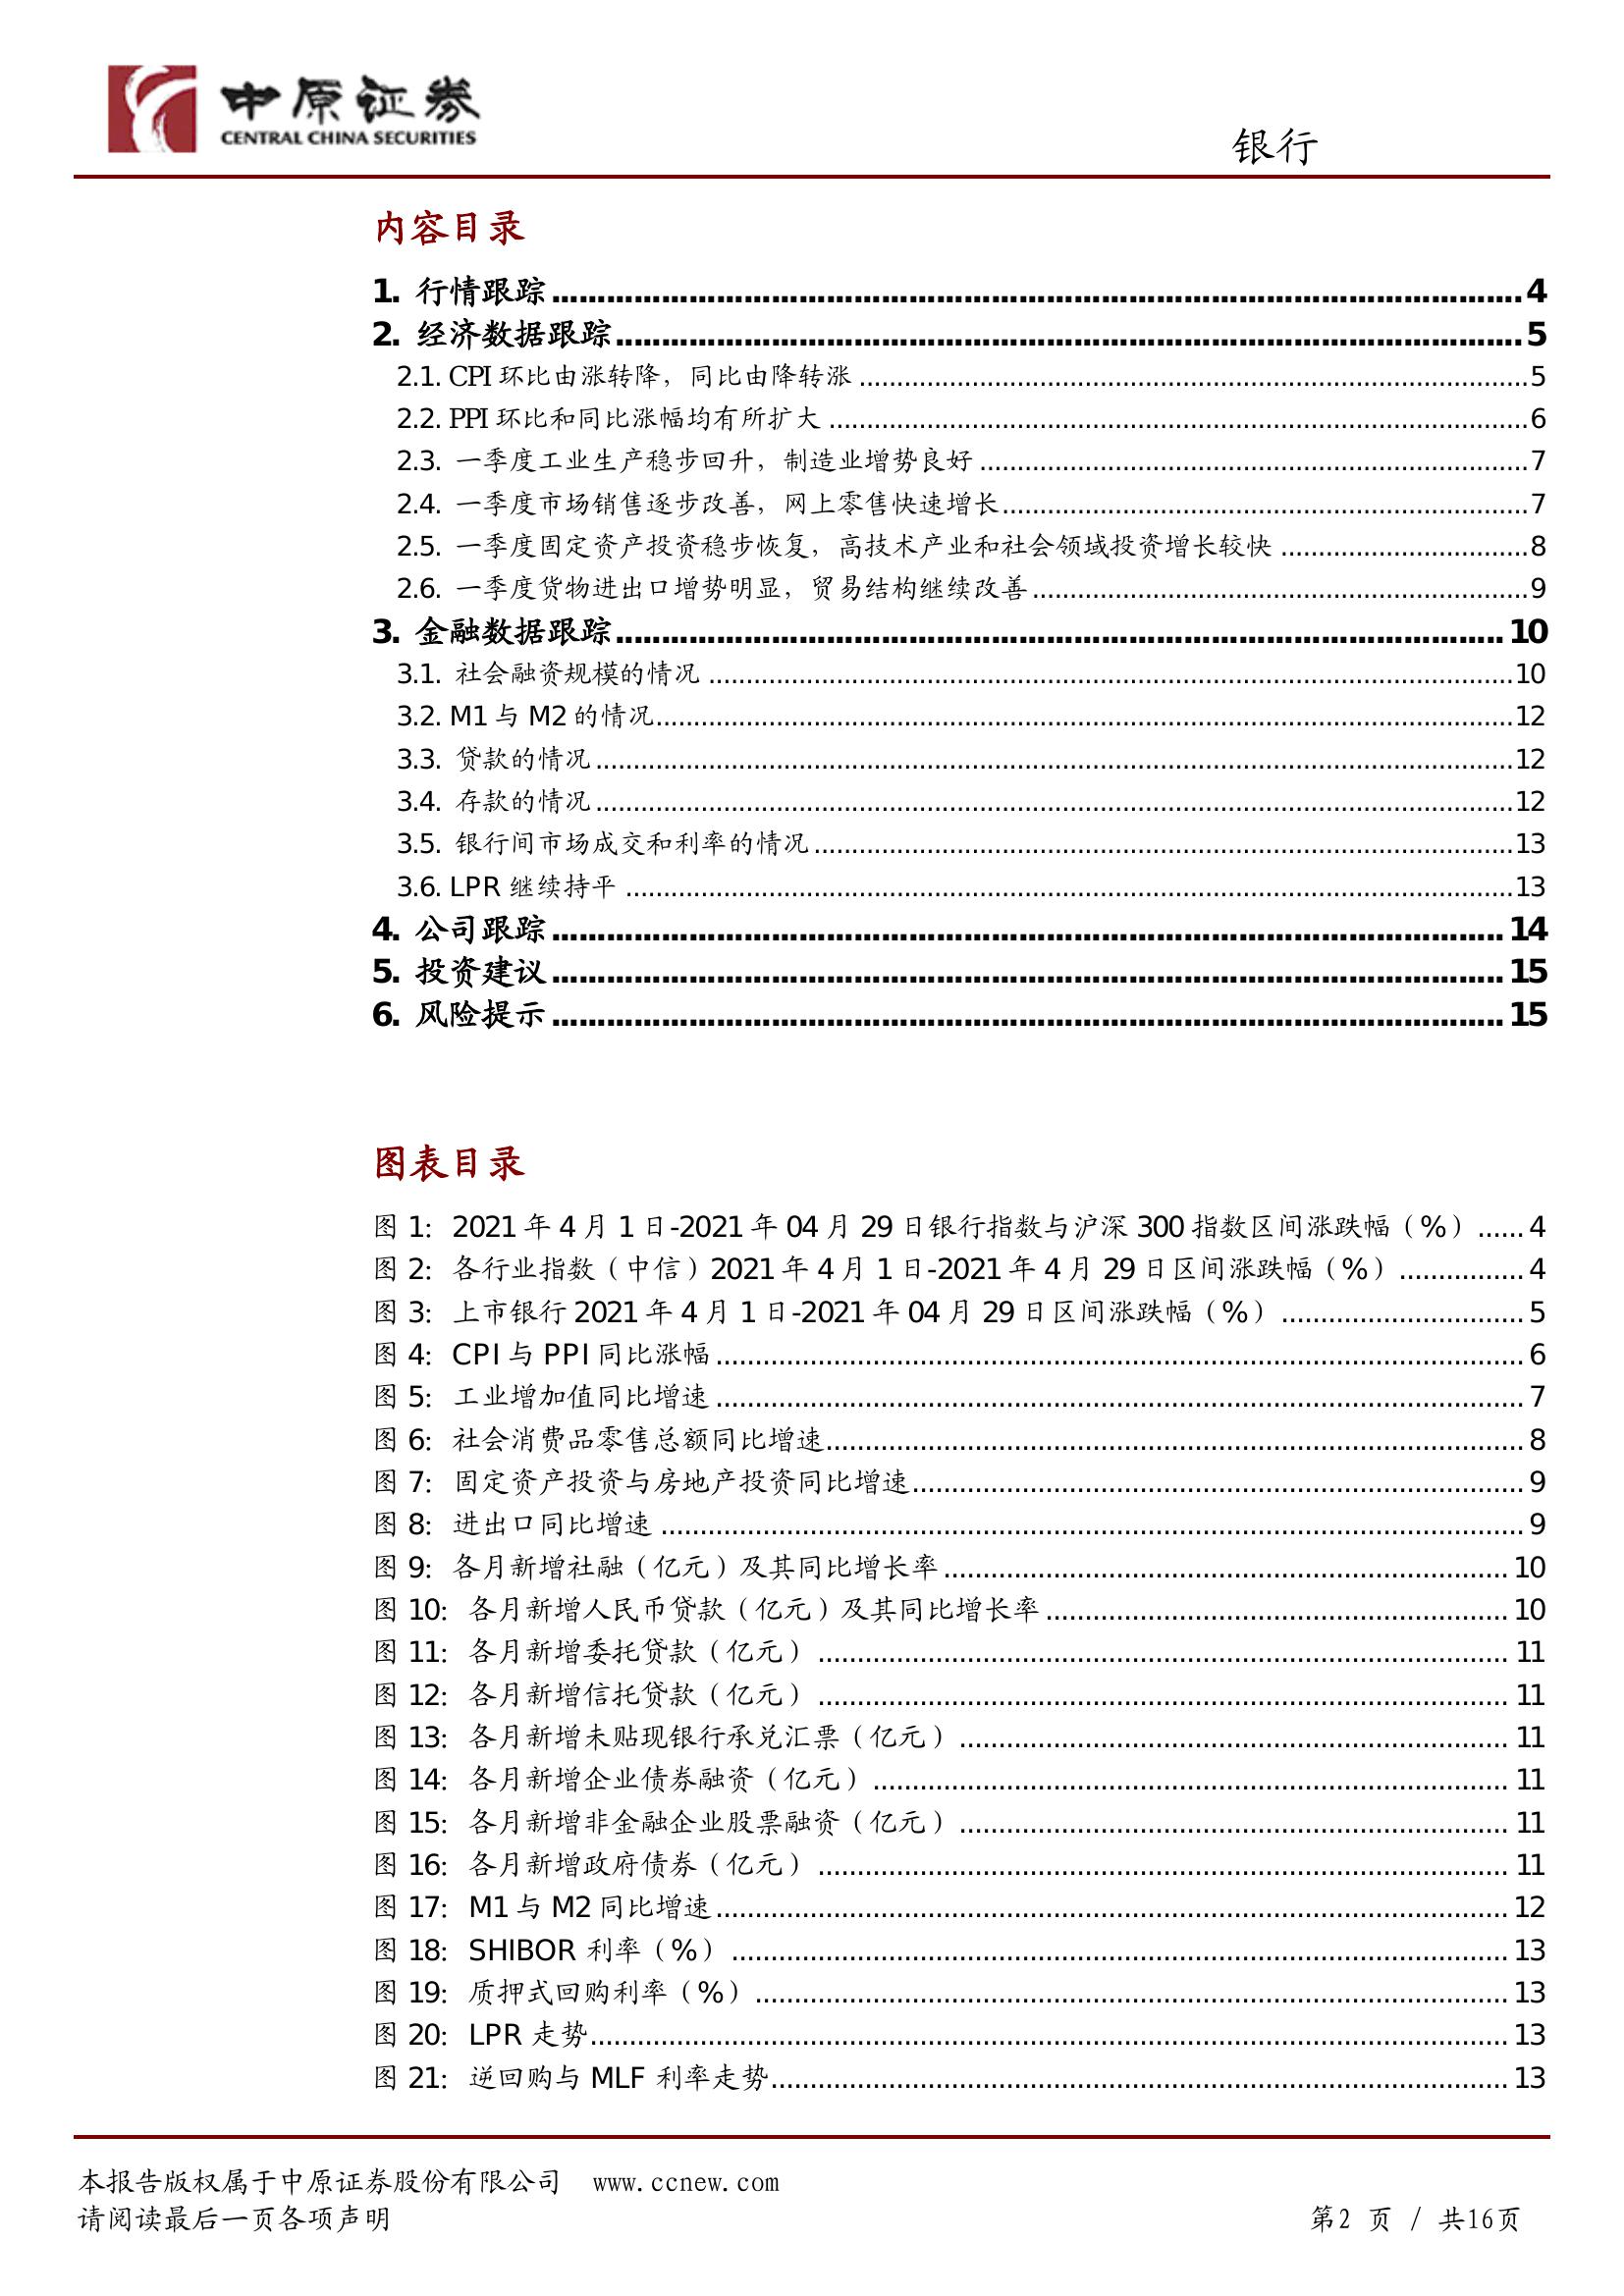 中原证券
CENTRAL CHINA SECURITIES
银行
内容目录
1. 行情跟踪........................................4
2. 经济数据跟踪........................................5
2.1. CPI 环比由涨转降，同比由降转涨........................................5
2.2. PPI 环比和同比涨幅均有所扩大........................................6
2.3. 一季度工业生产稳步回升，制造业增势良好........................................7
2.4. 一季度市场销售逐步改善，网上零售快速增长........................................7
2.5. 一季度固定资产投资稳步恢复，高技术产业和社会领域投资增长较快........................................8
2.6. 一季度货物进出口增势明显，贸易结构继续改善........................................9
3. 金融数据跟踪........................................10
3.1. 社会融资规模的情况........................................10
3.2. M1 与 M2 的情况........................................12
3.3. 贷款的情况........................................12
3.4. 存款的情况........................................12
3.5. 银行间市场成交和利率的情况........................................13
3.6. LPR 继续持平........................................13
4. 公司跟踪........................................14
5. 投资建议........................................15
6. 风险提示........................................15
图表目录
图 1: 2021 年 4 月 1 日-2021 年 04 月 29 日银行指数与沪深 300 指数区间涨跌幅（%）...... 4
图 2: 各行业指数（中信）2021 年 4 月 1 日-2021 年 4 月 29 日区间涨跌幅（%）................ 4
图 3: 上市银行 2021 年 4 月 1 日-2021 年 04 月 29 日区间涨跌幅（%）........................ 5
图 4: CPI 与 PPI 同比涨幅........................................ 6
图 5: 工业增加值同比增速........................................ 7
图 6: 社会消费品零售总额同比增速........................................ 8
图 7: 固定资产投资与房地产投资同比增速........................................ 9
图 8: 进出口同比增速........................................ 9
图 9: 各月新增社融（亿元）及其同比增长率........................................ 10
图 10: 各月新增人民币贷款（亿元）及其同比增长率........................................ 10
图 11: 各月新增委托贷款（亿元）........................................ 11
图 12: 各月新增信托贷款（亿元）........................................ 11
图 13: 各月新增未贴现银行承兑汇票（亿元）........................................ 11
图 14: 各月新增企业债券融资（亿元）........................................ 11
图 15: 各月新增非金融企业股票融资（亿元）........................................ 11
图 16: 各月新增政府债券（亿元）........................................ 11
图 17: M1 与 M2 同比增速........................................ 12
图 18: SHIBOR 利率（%）........................................ 13
图 19: 质押式回购利率（%）........................................ 13
图 20: LPR 走势........................................ 13
图 21: 逆回购与 MLF 利率走势........................................ 13
本报告版权属于中原证券股份有限公司 www.ccnew.com
请阅读最后一页各项声明 第2 页 / 共16页